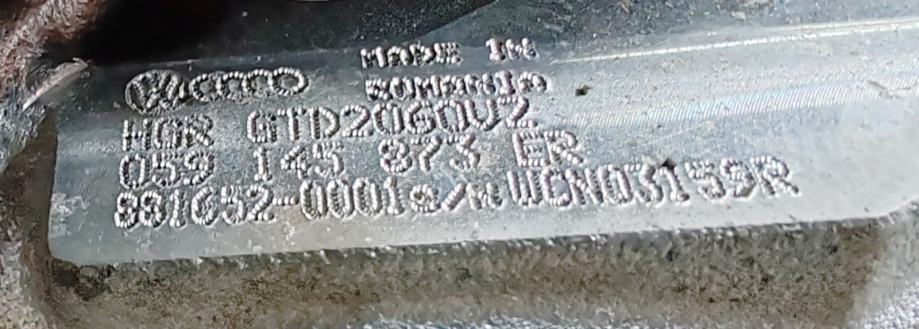 MADE IN
ROMANIA
HGR GTD2060VZ
059 145 873 ER
881652-0001 s/n WCN03159R